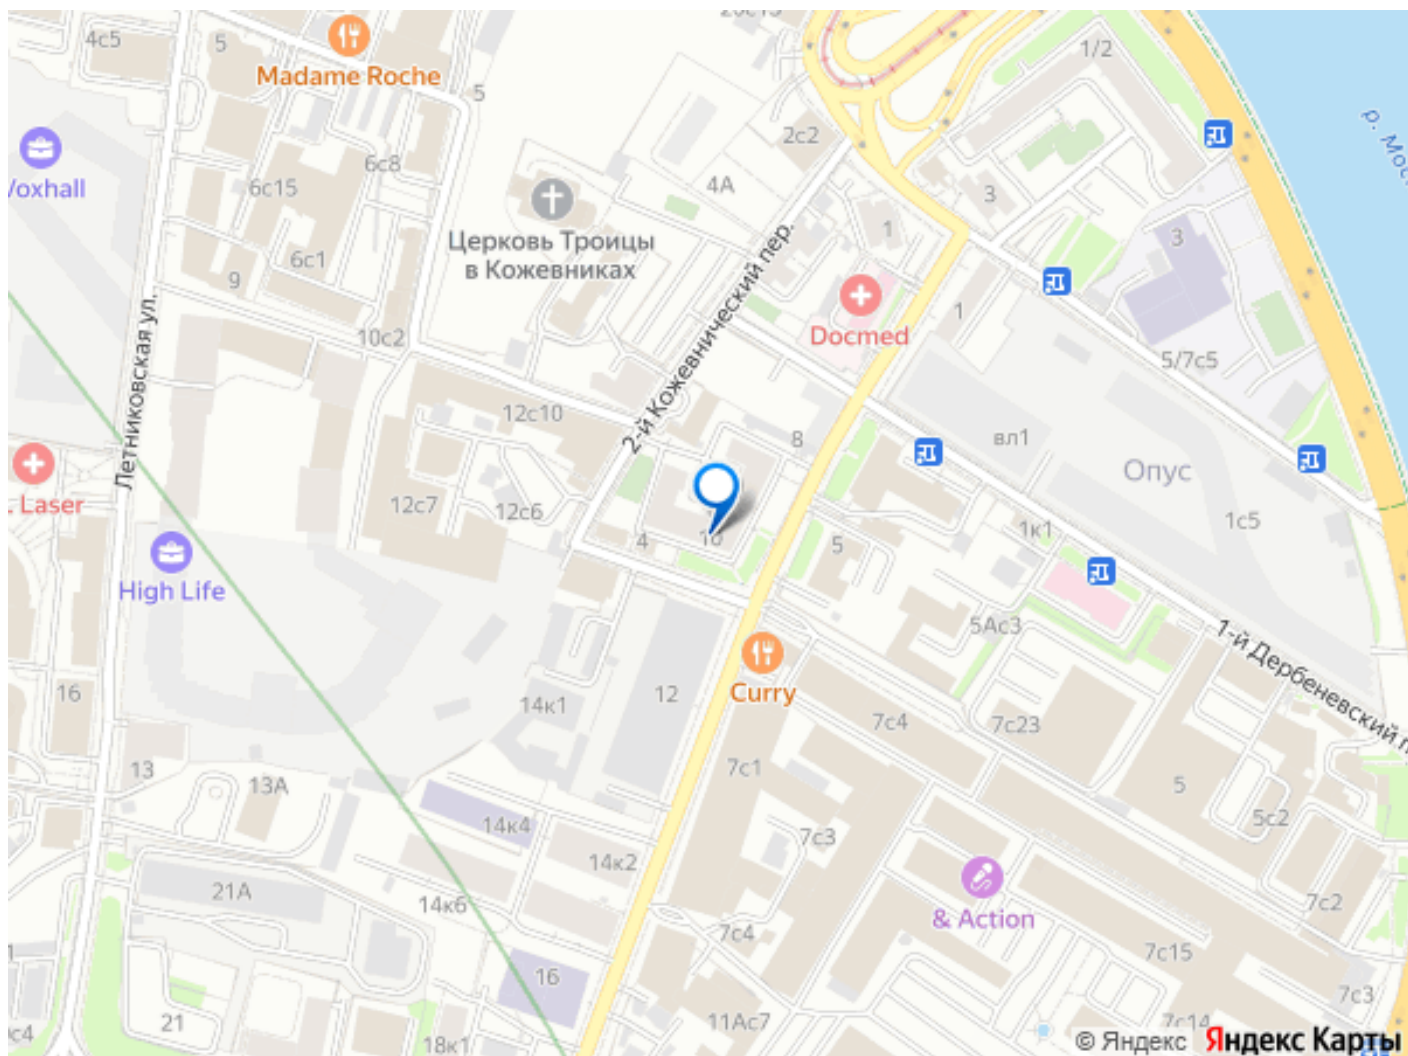 4с5
5
Madame Roche
5
1/2
2с2
р. Мос
Voxhall
6с8
6с15
4А
3
Церковь Троицы
в Кожевниках
1
3
6с1
9
2-й Кожевнический пер.
Docmed
1
Летниковская ул.
10с2
5/7с5
12с10
8
вл1
Опус
Laser
12с7
12с6
1с5
4
5
1к1
High Life
5Ас3
1-й Дербеневский п
16
14к1
12
Curry
7с4
7с23
13
13А
7с1
5
5с2
14к4
7с3
14к2
21А
14к6
& Action
7с2
7с4
7с15
16
7с3
21
11Ас7
7с14
18к1
© Яндекс Яндекс Карты